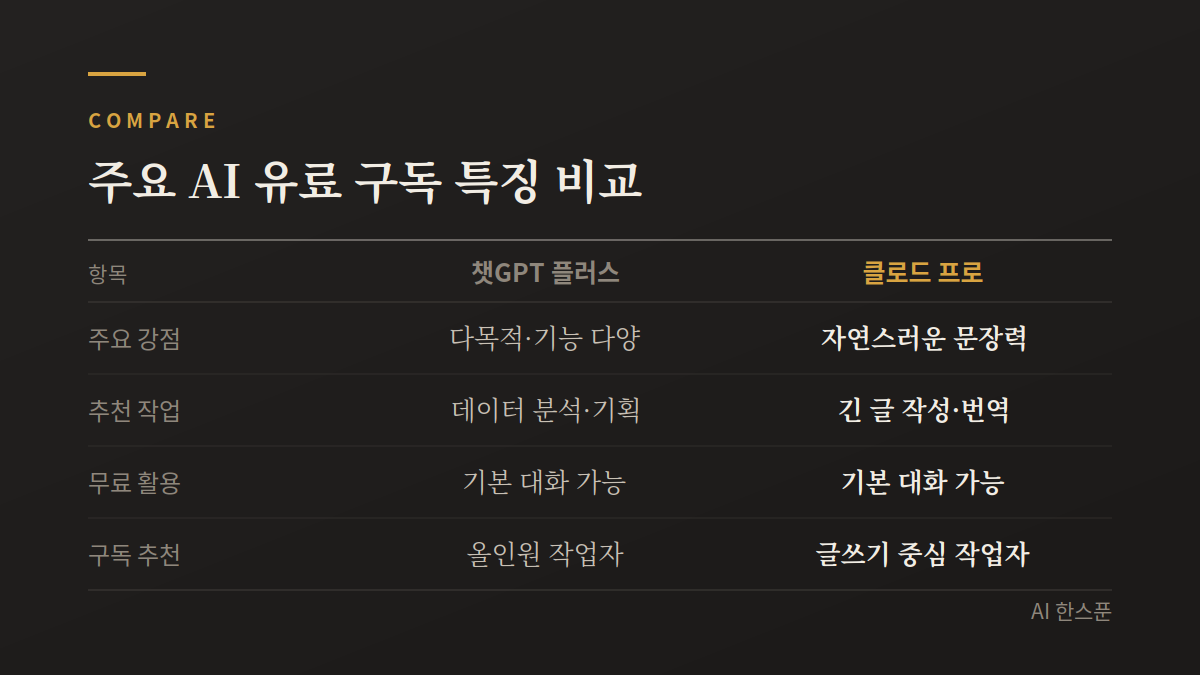 COMPARE
주요 AI 유료 구독 특징 비교
항목 챗GPT 플러스 클로드 프로
주요 강점 다목적·기능 다양 자연스러운 문장력
추천 작업 데이터 분석·기획 긴 글 작성·번역
무료 활용 기본 대화 가능 기본 대화 가능
구독 추천 올인원 작업자 글쓰기 중심 작업자
AI 한스푼